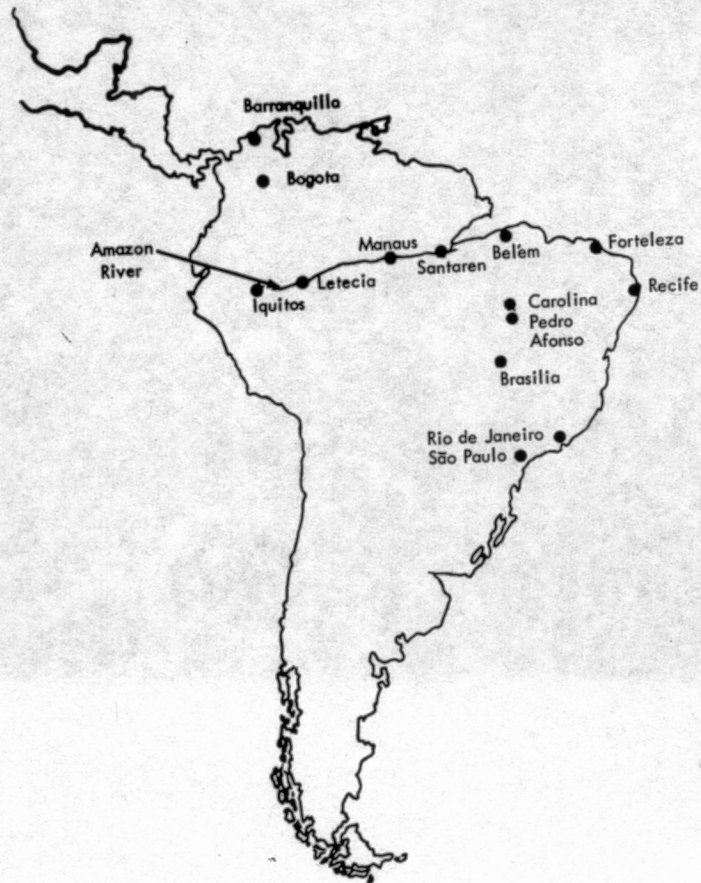 Barranquilla
Bogota
Amazon
River
Manaus
Santaren
Belém
Forteleza
Letecia
Iquitos
Recife
Carolina
Pedro
Afonso
Brasilia
Rio de Janeiro
São Paulo